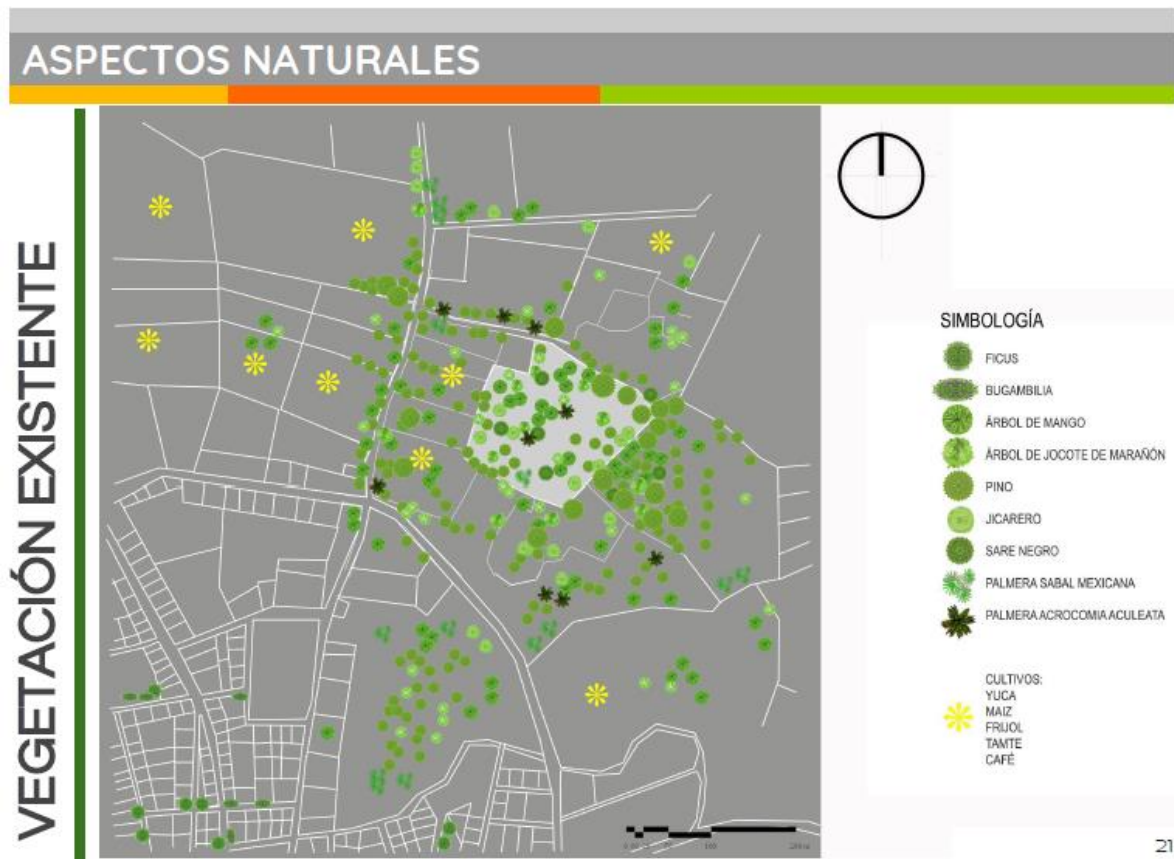 ASPECTOS NATURALES
VEGETACIÓN EXISTENTE
SIMBOLOGÍA
FICUS
BUGAMBILIA
ÁRBOL DE MANGO
ÁRBOL DE JOCOTE DE MARAÑÓN
PINO
JICARERO
SARE NEGRO
PALMERA SABAL MEXICANA
PALMERA ACROCOMIA ACULEATA
CULTIVOS:
YUCA
MAIZ
FRIJOL
TAMTE
CAFÉ
21